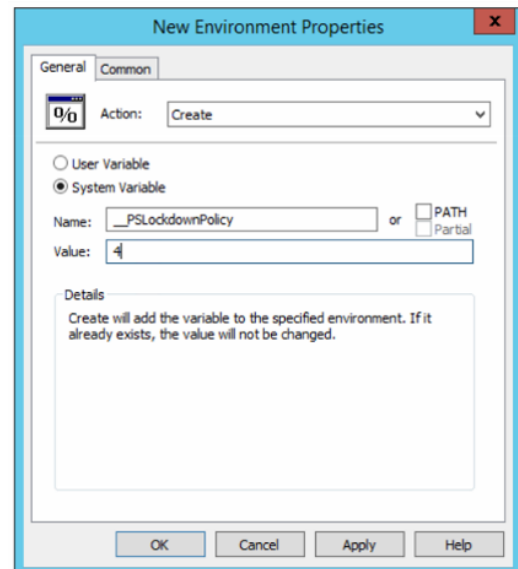 New Environment Properties
x
General Common
% Action: Create
User Variable
System Variable
Name: __PSLockdownPolicy or PATH
Partial
Value: 4
Details
Create will add the variable to the specified environment. If it
already exists, the value will not be changed.
OK Cancel Apply Help